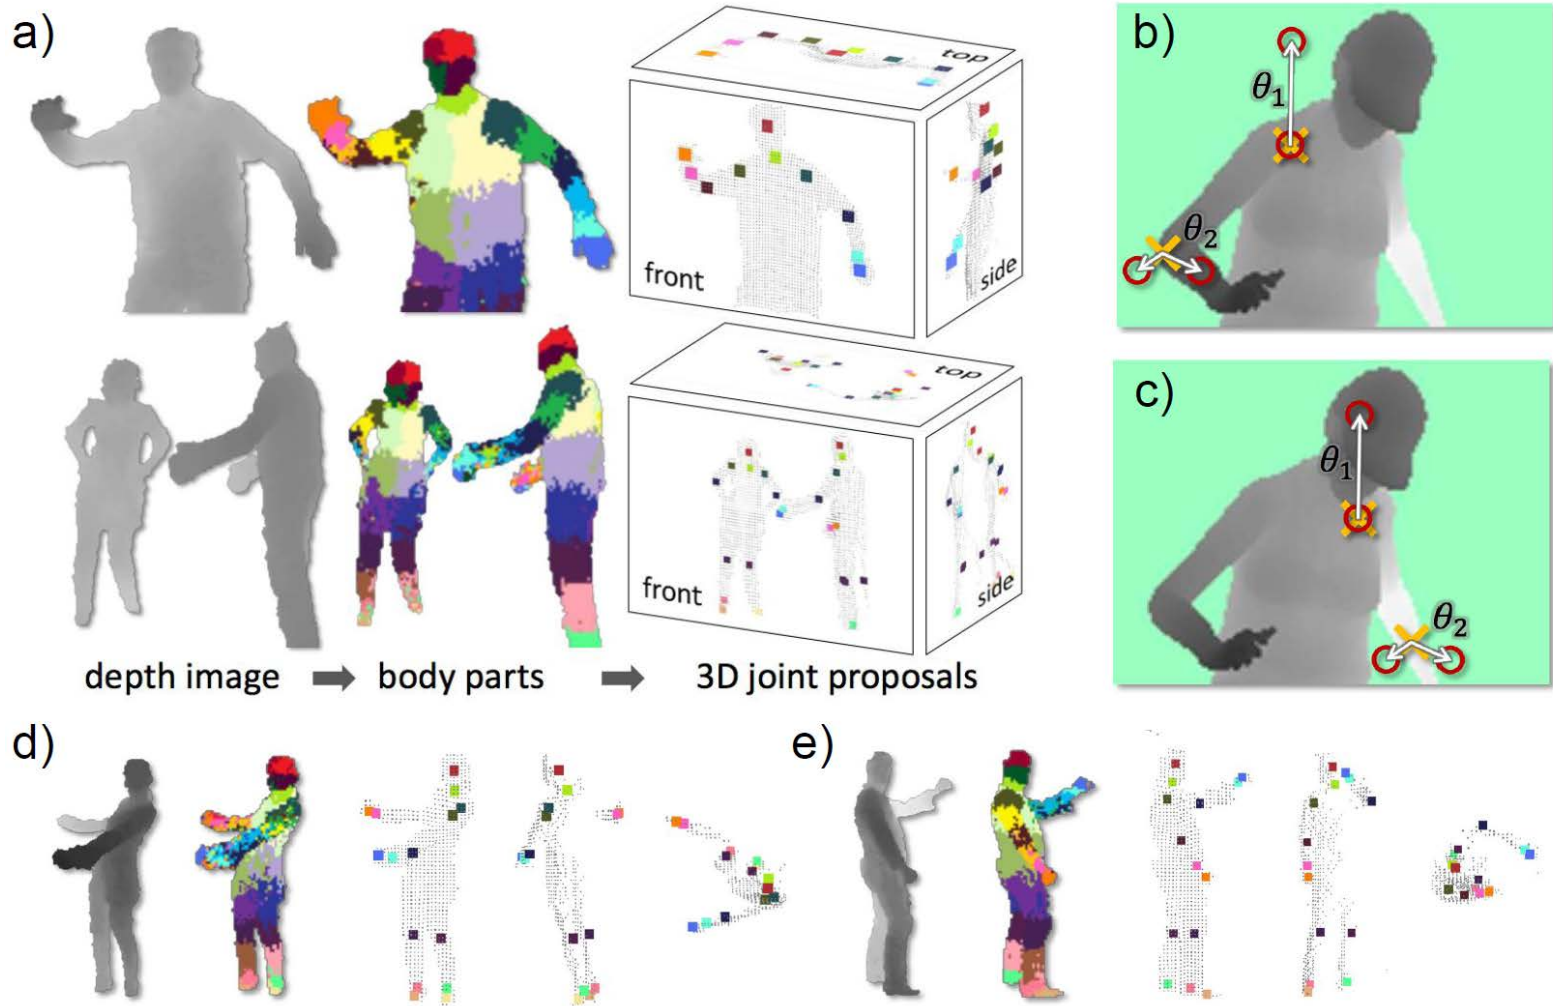 a)
top
front
side
top
front
side
depth image
body parts
3D joint proposals
b)
θ1
θ2
c)
θ1
θ2
d)
e)